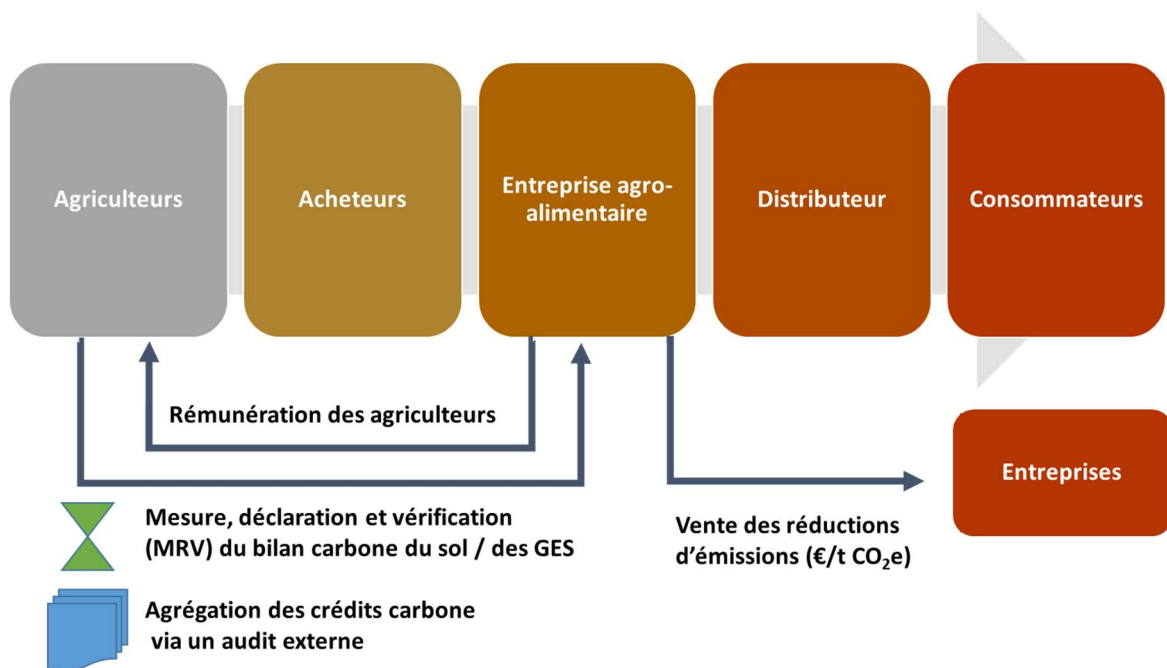 Agriculteurs
Acheteurs
Entreprise agro-
alimentaire
Distributeur
Consommateurs
Rémunération des agriculteurs
Entreprises
Mesure, déclaration et vérification
(MRV) du bilan carbone du sol / des GES
Vente des réductions
d’émissions (€/t CO₂e)
Agrégation des crédits carbone
via un audit externe